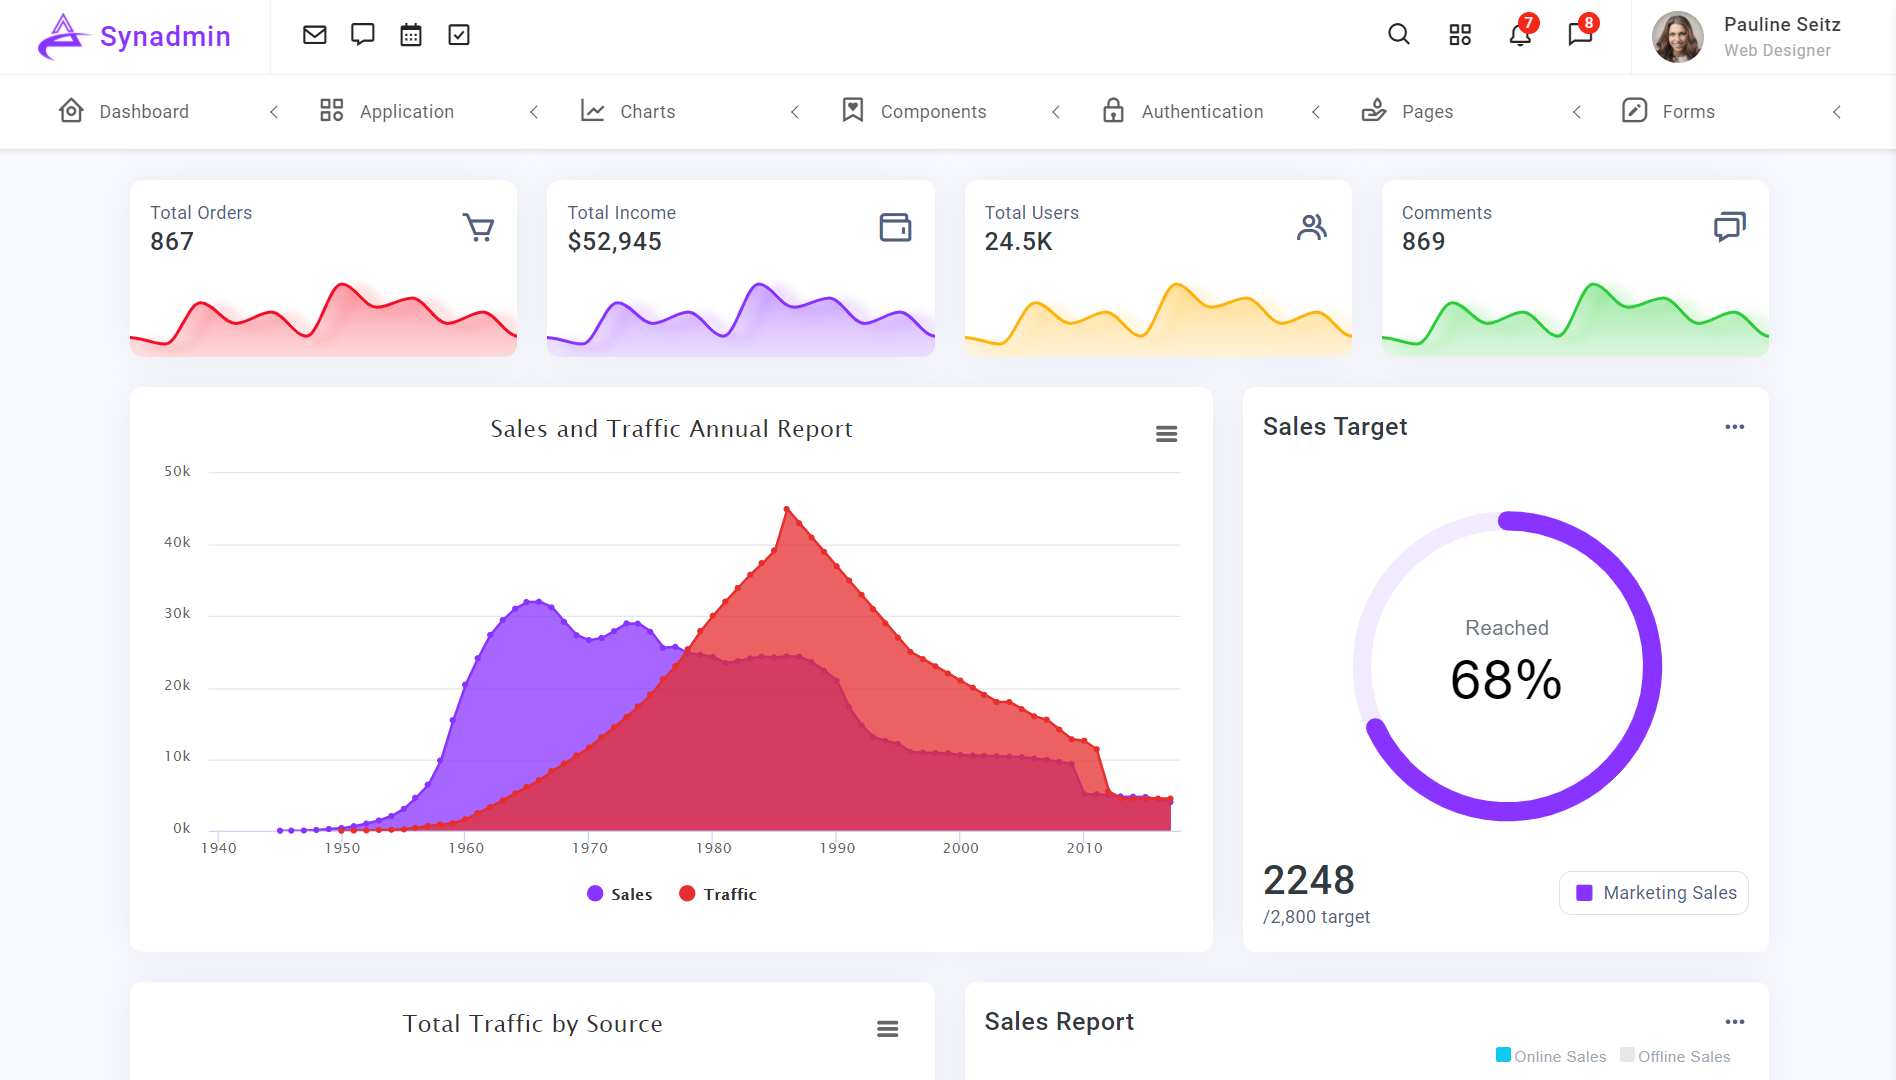 Synadmin
7
8
Pauline Seitz
Web Designer
Dashboard
Application
Charts
Components
Authentication
Pages
Forms
Total Orders
867
Total Income
$52,945
Total Users
24.5K
Comments
869
Sales and Traffic Annual Report
50k
40k
30k
20k
10k
0k
1940 1950 1960 1970 1980 1990 2000 2010
Sales Traffic
Sales Target
Reached
68%
2248
/2,800 target
Marketing Sales
Total Traffic by Source
Sales Report
Online Sales Offline Sales